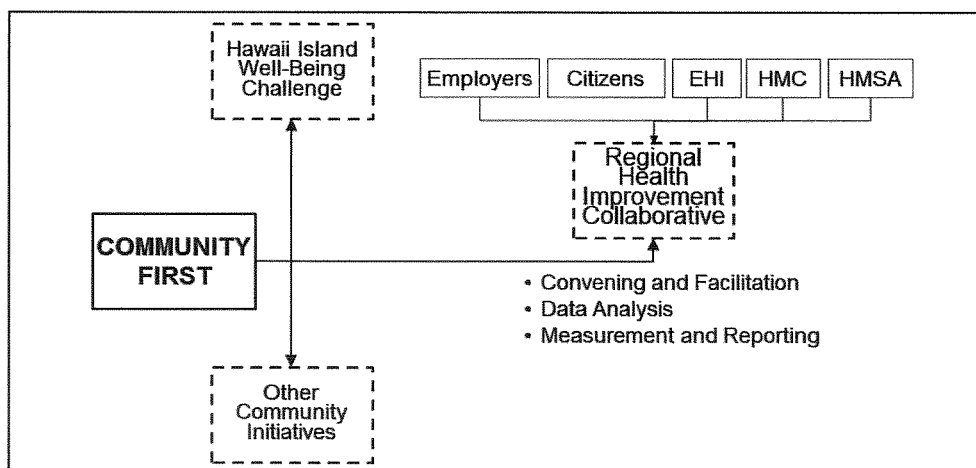 Hawaii Island
Well-Being
Challenge
Employers
Citizens
EHI
HMC
HMSA
Regional
Health
Improvement
Collaborative
COMMUNITY
FIRST
• Convening and Facilitation
• Data Analysis
• Measurement and Reporting
Other
Community
Initiatives